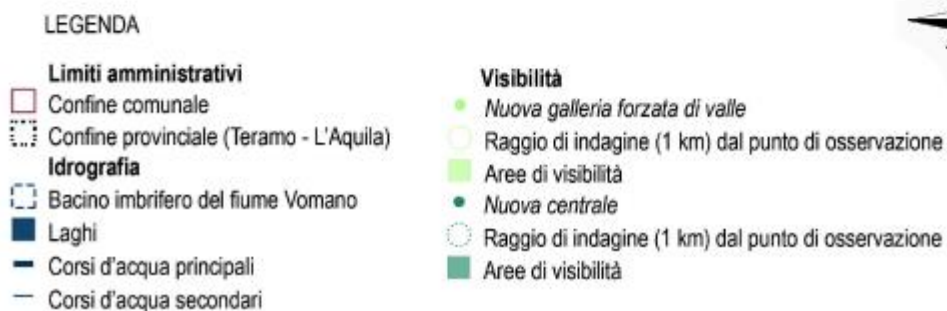 LEGENDA
Limiti amministrativi
Confine comunale
Confine provinciale (Teramo - L'Aquila)
Idrografia
Bacino imbrifero del fiume Vomano
Laghi
Corsi d'acqua principali
Corsi d'acqua secondari
Visibilità
Nuova galleria forzata di valle
Raggio di indagine (1 km) dal punto di osservazione
Aree di visibilità
Nuova centrale
Raggio di indagine (1 km) dal punto di osservazione
Aree di visibilità